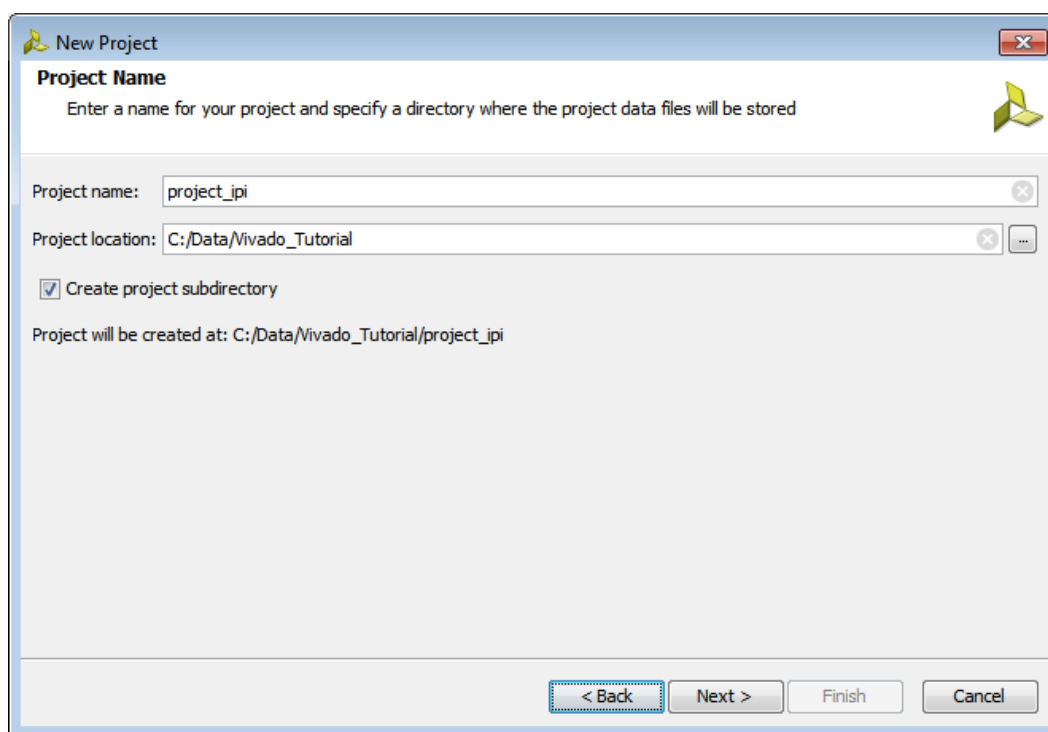 New Project
Project Name
Enter a name for your project and specify a directory where the project data files will be stored
Project name: project_ipi
Project location: C:/Data/Vivado_Tutorial ...
Create project subdirectory
Project will be created at: C:/Data/Vivado_Tutorial/project_ipi
< Back Next > Finish Cancel